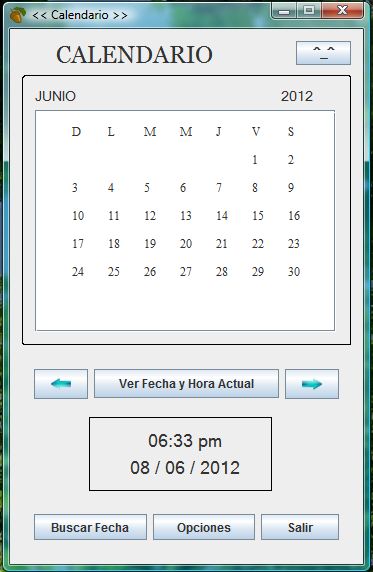 << Calendario >>
CALENDARIO ^_^
JUNIO 2012
D L M M J V S
1 2
3 4 5 6 7 8 9
10 11 12 13 14 15 16
17 18 19 20 21 22 23
24 25 26 27 28 29 30
Ver Fecha y Hora Actual
06:33 pm
08 / 06 / 2012
Buscar Fecha Opciones Salir